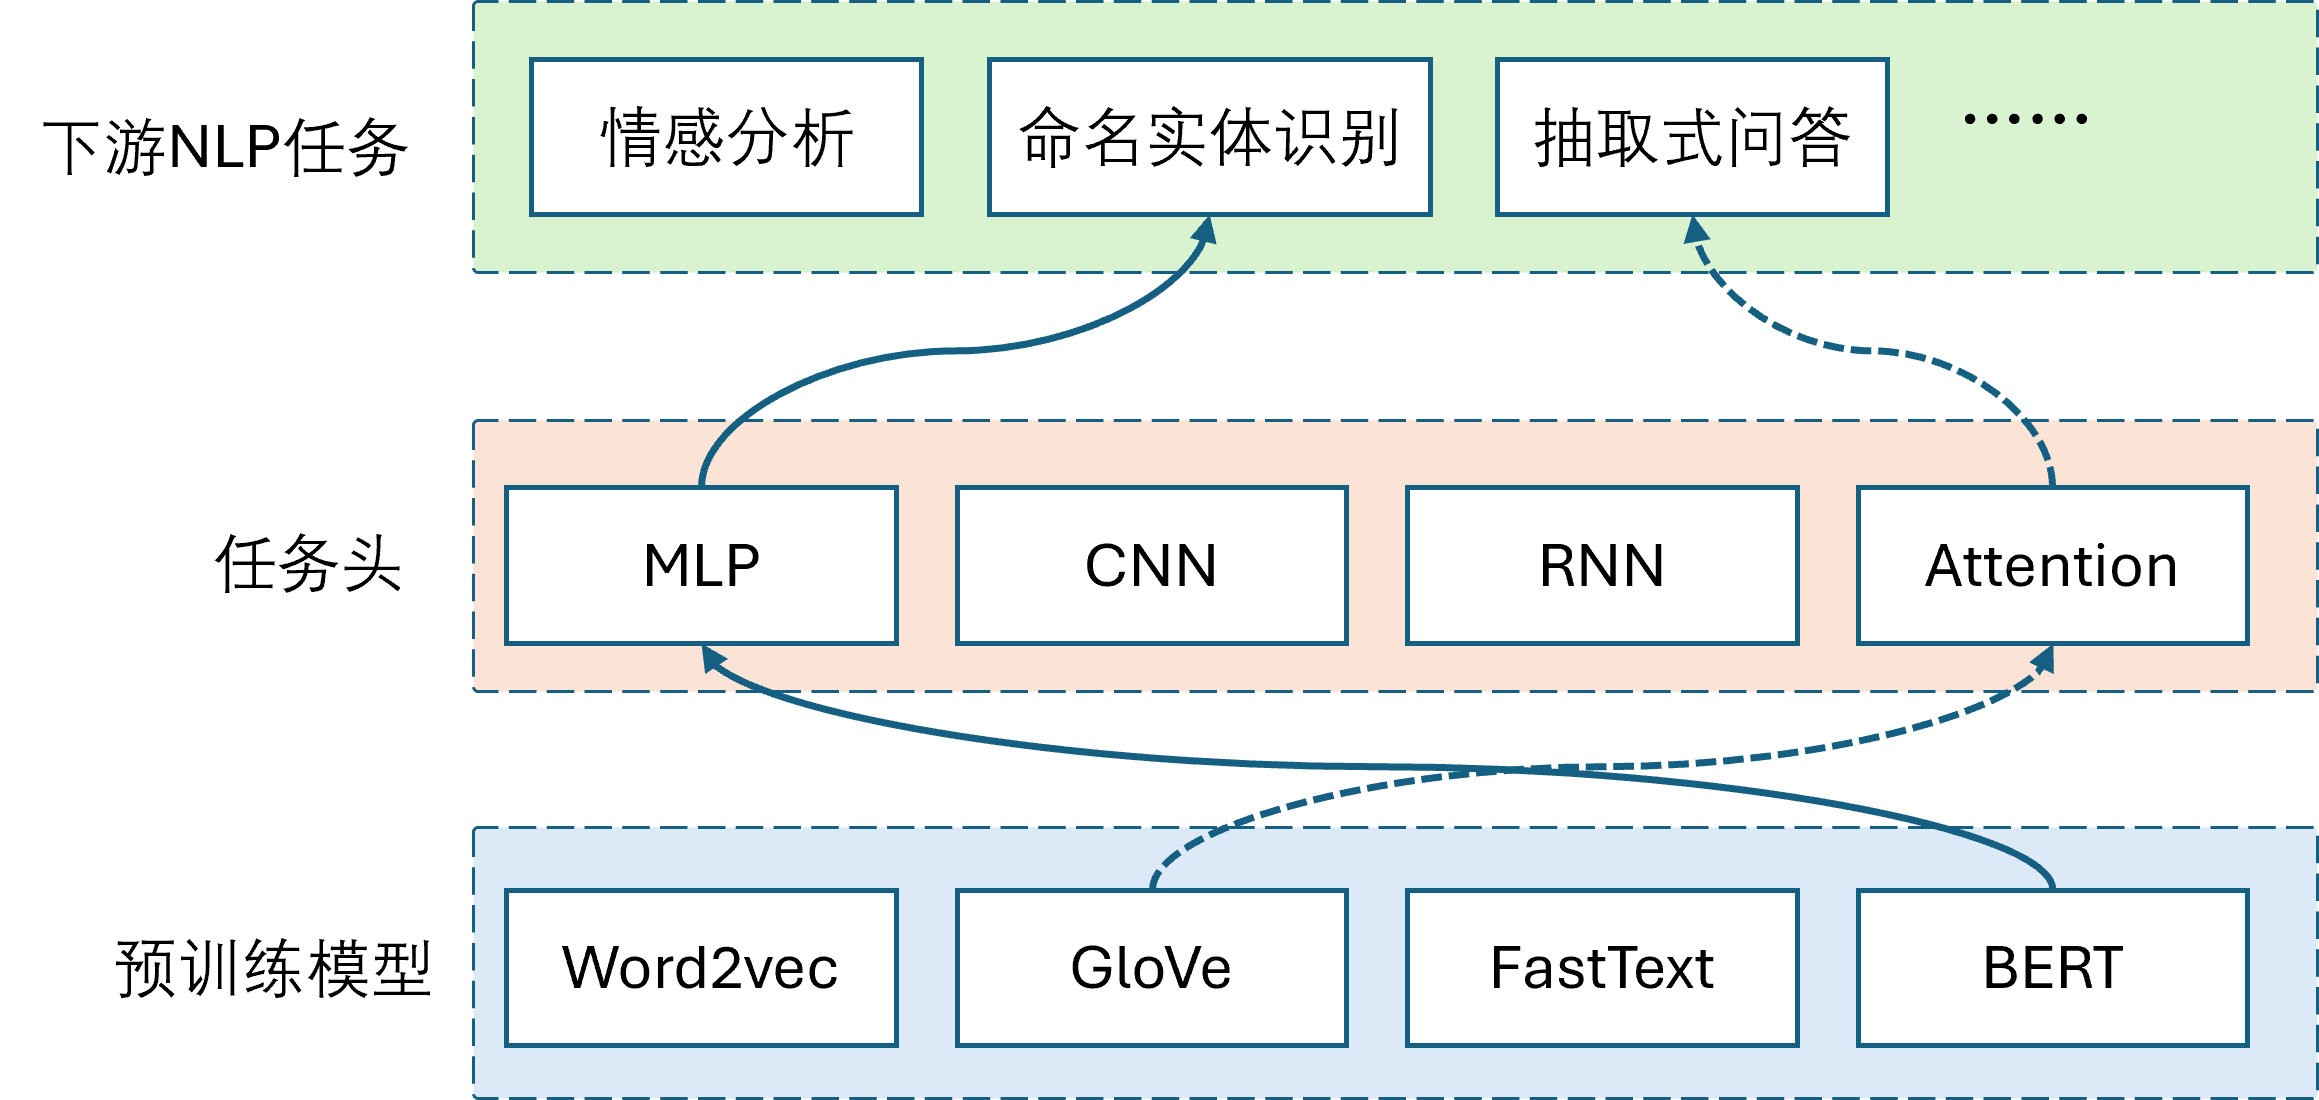 下游NLP任务
情感分析
命名实体识别
抽取式问答
……
任务头
MLP
CNN
RNN
Attention
预训练模型
Word2vec
GloVe
FastText
BERT